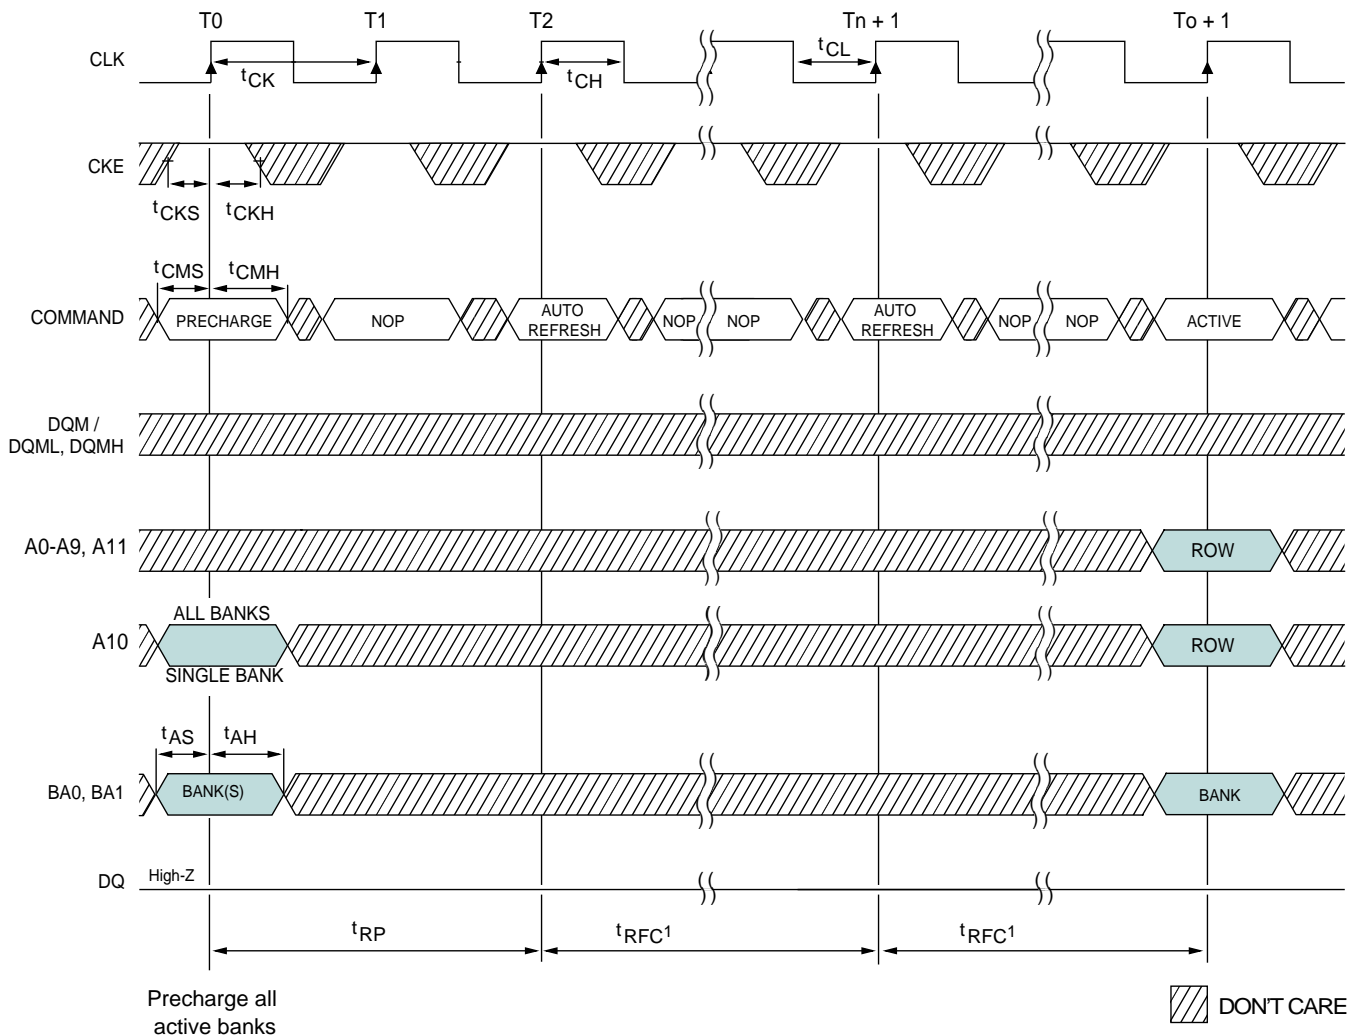 T0 T1 T2 Tn + 1 To + 1
CLK
tCK tCH tCL
CKE
tCKS tCKH
tCMS tCMH
COMMAND PRECHARGE NOP AUTO REFRESH NOP NOP AUTO REFRESH NOP NOP ACTIVE
DQM /
DQML, DQMH
A0-A9, A11 ROW
ALL BANKS
A10 ROW
SINGLE BANK
tAS tAH
BA0, BA1 BANK(S) BANK
DQ High-Z
tRP tRFC1 tRFC1
Precharge all
active banks
DON'T CARE